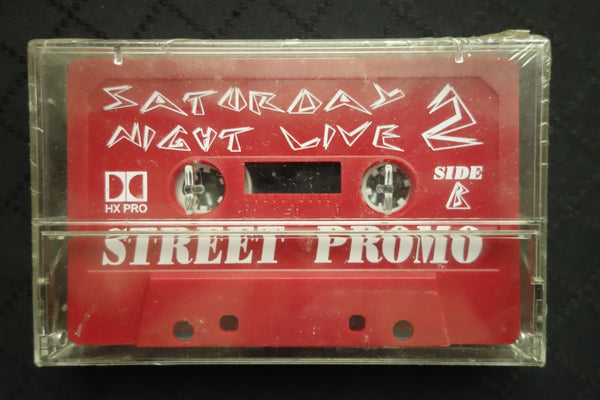 SATURDAY
NIGHT LIVE 2
HX PRO
SIDE
B
STREET PROMO